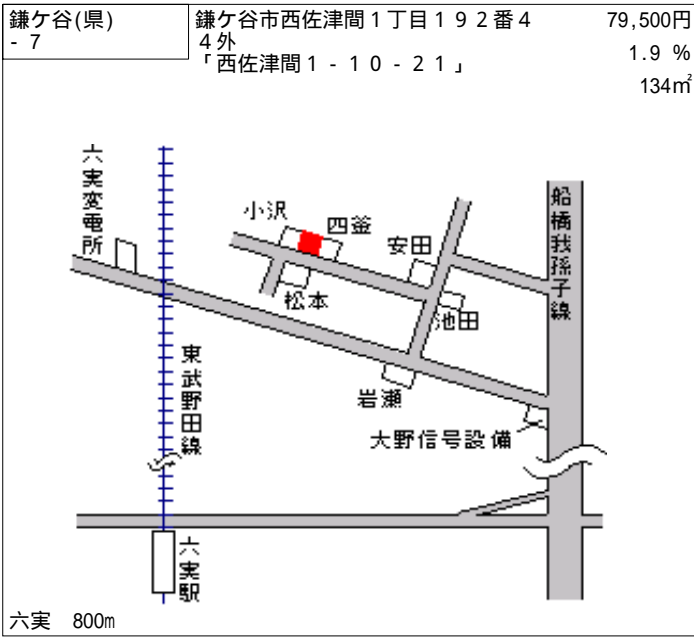 鎌ケ谷(県)
- 7
鎌ケ谷市西佐津間１丁目１９２番４
４外
「西佐津間１‐１０‐２１」
79,500円
1.9 %
134㎡
六実変電所
小沢
四釜
安田
船橋我孫子線
松本
池田
東武野田線
岩瀬
大野信号設備
六実駅
六実　800m